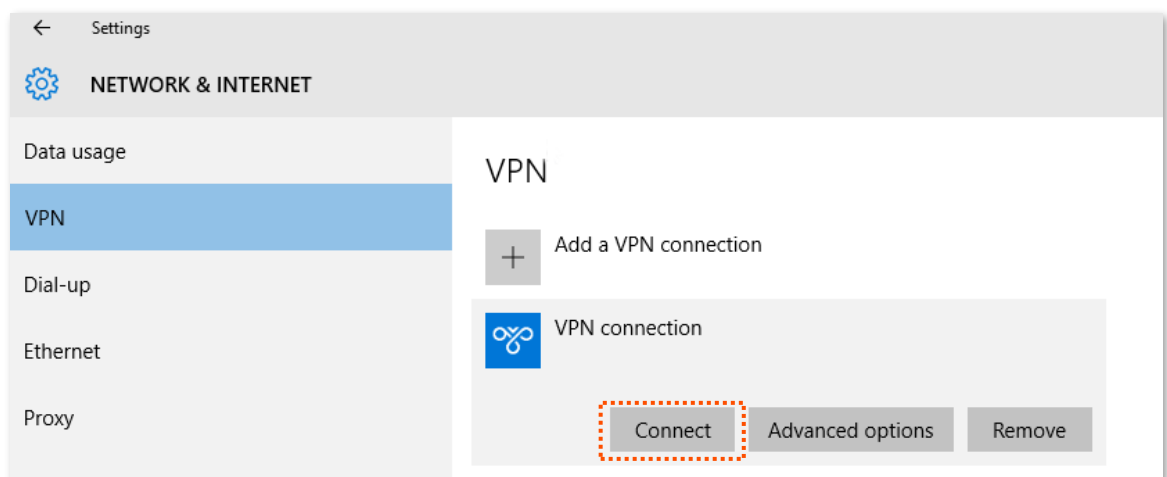 Settings
NETWORK & INTERNET
Data usage
VPN
Dial-up
Ethernet
Proxy
VPN
Add a VPN connection
VPN connection
Connect Advanced options Remove